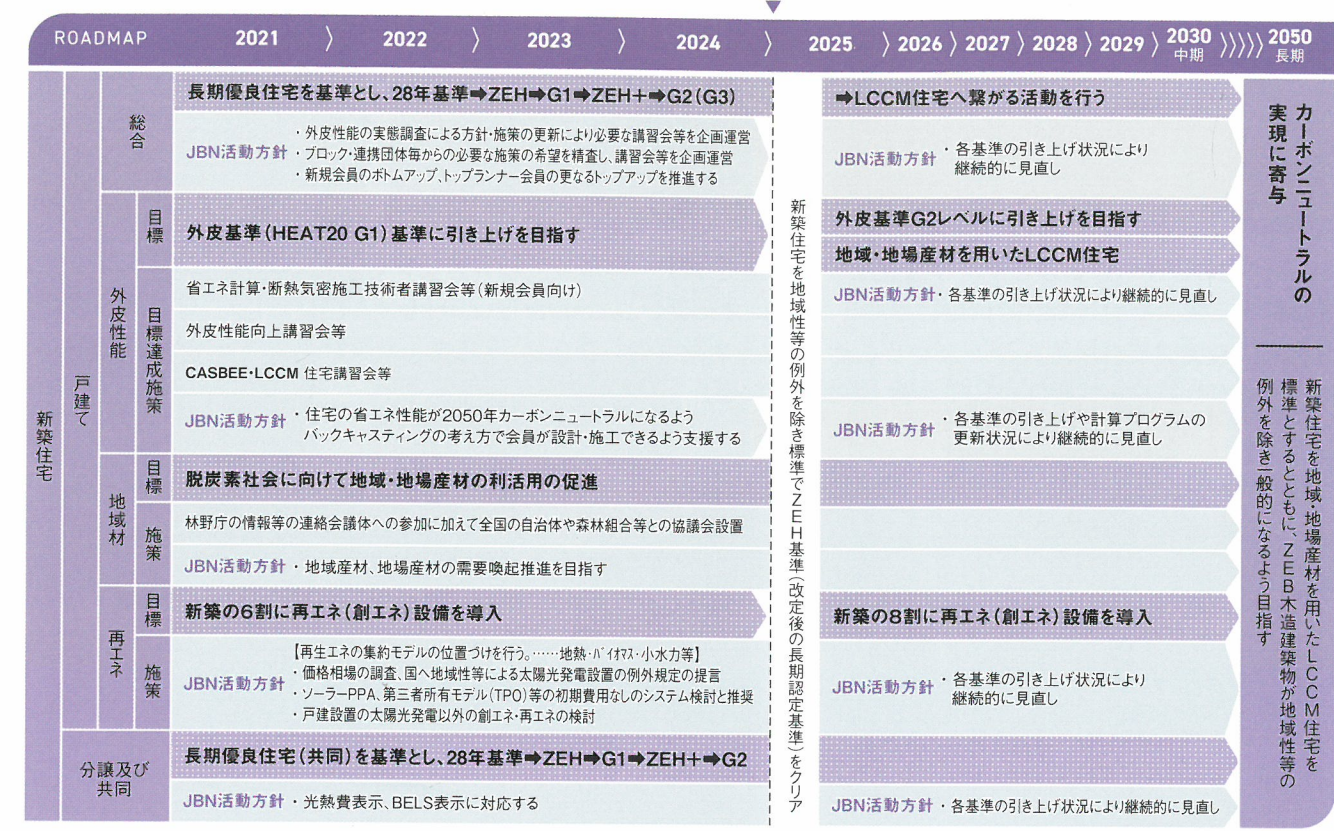 ROADMAP 2021 〉 2022 〉 2023 〉 2024 〉 2025 〉 2026 〉 2027 〉 2028 〉 2029 〉 2030 中期 〉〉〉〉〉 2050 長期
新築住宅
戸建て
総合
長期優良住宅を基準とし、28年基準➡ZEH➡G1➡ZEH+➡G2(G3)
➡LCCM住宅へ繋がる活動を行う
JBN活動方針
・外皮性能の実態調査による方針・施策の更新により必要な講習会等を企画運営
・ブロック・連携団体毎からの必要な施策の希望を精査し、講習会等を企画運営
・新規会員のボトムアップ、トップランナー会員の更なるトップアップを推進する
JBN活動方針
・各基準の引き上げ状況により
継続的に見直し
外皮性能
目標
外皮基準(HEAT20 G1)基準に引き上げを目指す
外皮基準G2レベルに引き上げを目指す
地域・地場産材を用いたLCCM住宅
目標達成施策
省エネ計算・断熱気密施工技術者講習会等(新規会員向け)
JBN活動方針・各基準の引き上げ状況により継続的に見直し
外皮性能向上講習会等
CASBEE・LCCM 住宅講習会等
JBN活動方針
・住宅の省エネ性能が2050年カーボンニュートラルになるよう
バックキャスティングの考え方で会員が設計・施工できるよう支援する
JBN活動方針
・各基準の引き上げや計算プログラムの
更新状況により継続的に見直し
地域材
目標
脱炭素社会に向けて地域・地場産材の利活用の促進
施策
林野庁の情報等の連絡会議体への参加に加えて全国の自治体や森林組合等との協議会設置
JBN活動方針・地域産材、地場産材の需要喚起推進を目指す
再エネ
目標
新築の6割に再エネ(創エネ)設備を導入
新築の8割に再エネ(創エネ)設備を導入
施策
【再生エネの集約モデルの位置づけを行う。……地熱・バイオマス・小水力等】
JBN活動方針
・価格相場の調査、国へ地域性等による太陽光発電設置の例外規定の提言
・ソーラーPPA、第三者所有モデル(TPO)等の初期費用なしのシステム検討と推奨
・戸建設置の太陽光発電以外の創エネ・再エネの検討
JBN活動方針
・各基準の引き上げ状況により
継続的に見直し
分譲及び
共同
長期優良住宅(共同)を基準とし、28年基準➡ZEH➡G1➡ZEH+➡G2
JBN活動方針・光熱費表示、BELS表示に対応する
JBN活動方針・各基準の引き上げ状況により継続的に見直し
新築住宅を地域性等の例外を除き標準でZEH基準(改定後の長期認定基準)をクリア
カーボンニュートラルの
実現に寄与
新築住宅を地域・地場産材を用いたLCCM住宅を
標準とするとともに、ZEB木造建築物が地域性等の
例外を除き一般的になるよう目指す